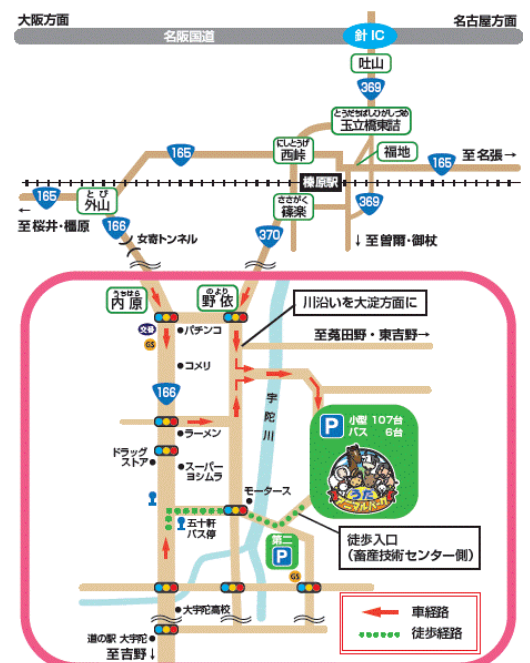 大阪方面
名古屋方面
名阪国道
針IC
吐山
369
とうだちばしひがしづめ
玉立橋東詰
にしとうげ
西峠
福地
165
165
至名張→
榛原駅
165
とび
外山
ささがく
篠楽
369
←
至桜井・橿原
166
女寄トンネル
370
↓至曽爾・御杖
うちはら
内原
のより
野依
川沿いを大淀方面に
交番
パチンコ
GS
至菟田野・東吉野→
コメリ
166
宇陀川
P
小型 107台
バス 6台
ラーメン
ドラッグ
ストア
スーパー
ヨシムラ
うだ
アニマルパーク
モータース
五十軒
バス停
第二
P
徒歩入口
(畜産技術センター側)
GS
大宇陀高校
車経路
徒歩経路
道の駅 大宇陀
至吉野↓